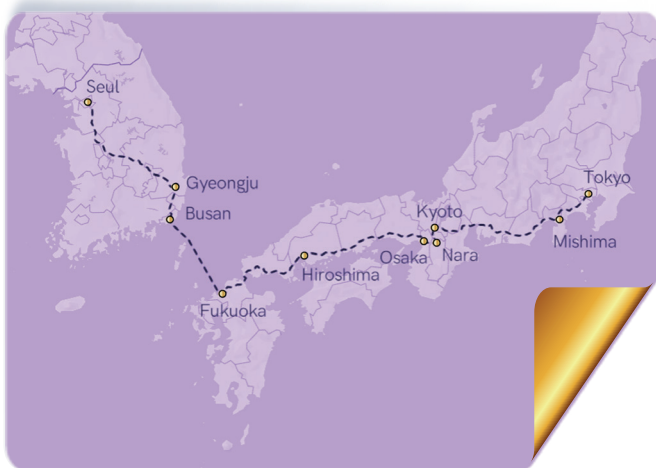 Seul
Gyeongju
Busan
Tokyo
Kyoto
Mishima
Osaka
Nara
Hiroshima
Fukuoka